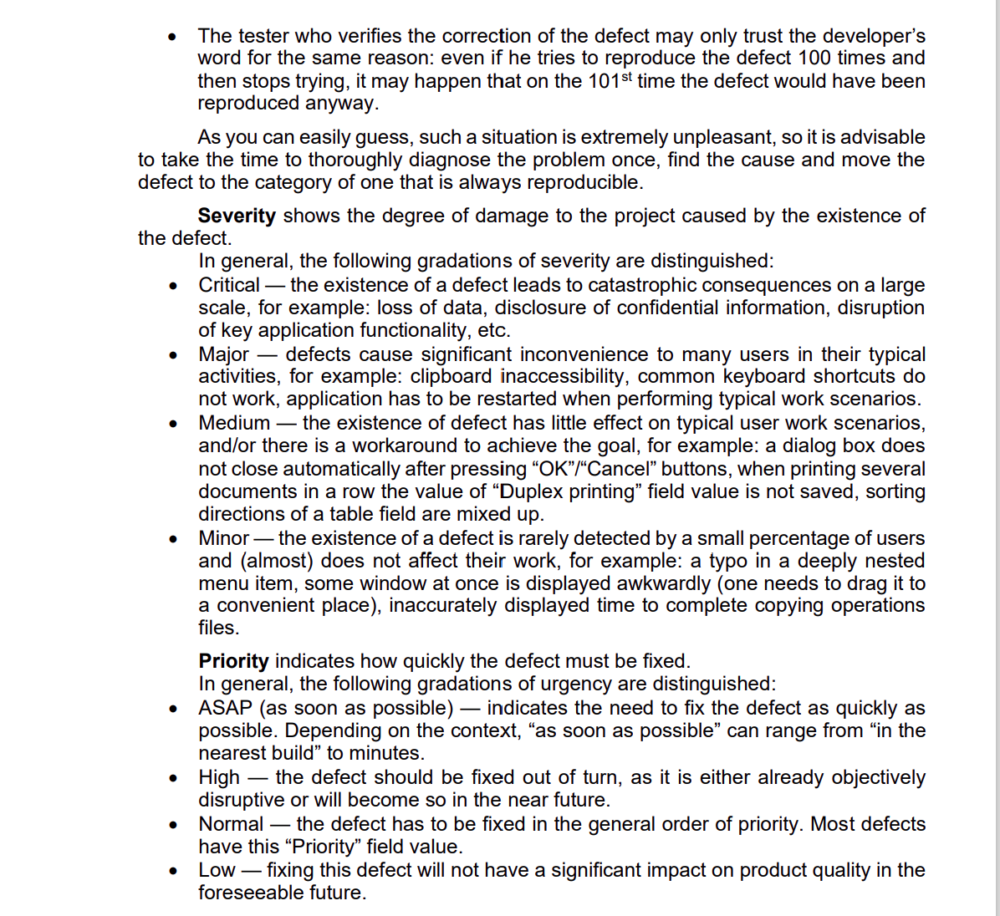 • The tester who verifies the correction of the defect may only trust the developer’s
word for the same reason: even if he tries to reproduce the defect 100 times and
then stops trying, it may happen that on the 101st time the defect would have been
reproduced anyway.
As you can easily guess, such a situation is extremely unpleasant, so it is advisable
to take the time to thoroughly diagnose the problem once, find the cause and move the
defect to the category of one that is always reproducible.
Severity shows the degree of damage to the project caused by the existence of
the defect.
In general, the following gradations of severity are distinguished:
• Critical — the existence of a defect leads to catastrophic consequences on a large
scale, for example: loss of data, disclosure of confidential information, disruption
of key application functionality, etc.
• Major — defects cause significant inconvenience to many users in their typical
activities, for example: clipboard inaccessibility, common keyboard shortcuts do
not work, application has to be restarted when performing typical work scenarios.
• Medium — the existence of defect has little effect on typical user work scenarios,
and/or there is a workaround to achieve the goal, for example: a dialog box does
not close automatically after pressing “OK”/“Cancel” buttons, when printing several
documents in a row the value of “Duplex printing” field value is not saved, sorting
directions of a table field are mixed up.
• Minor — the existence of a defect is rarely detected by a small percentage of users
and (almost) does not affect their work, for example: a typo in a deeply nested
menu item, some window at once is displayed awkwardly (one needs to drag it to
a convenient place), inaccurately displayed time to complete copying operations
files.
Priority indicates how quickly the defect must be fixed.
In general, the following gradations of urgency are distinguished:
• ASAP (as soon as possible) — indicates the need to fix the defect as quickly as
possible. Depending on the context, “as soon as possible” can range from “in the
nearest build” to minutes.
• High — the defect should be fixed out of turn, as it is either already objectively
disruptive or will become so in the near future.
• Normal — the defect has to be fixed in the general order of priority. Most defects
have this “Priority” field value.
• Low — fixing this defect will not have a significant impact on product quality in the
foreseeable future.